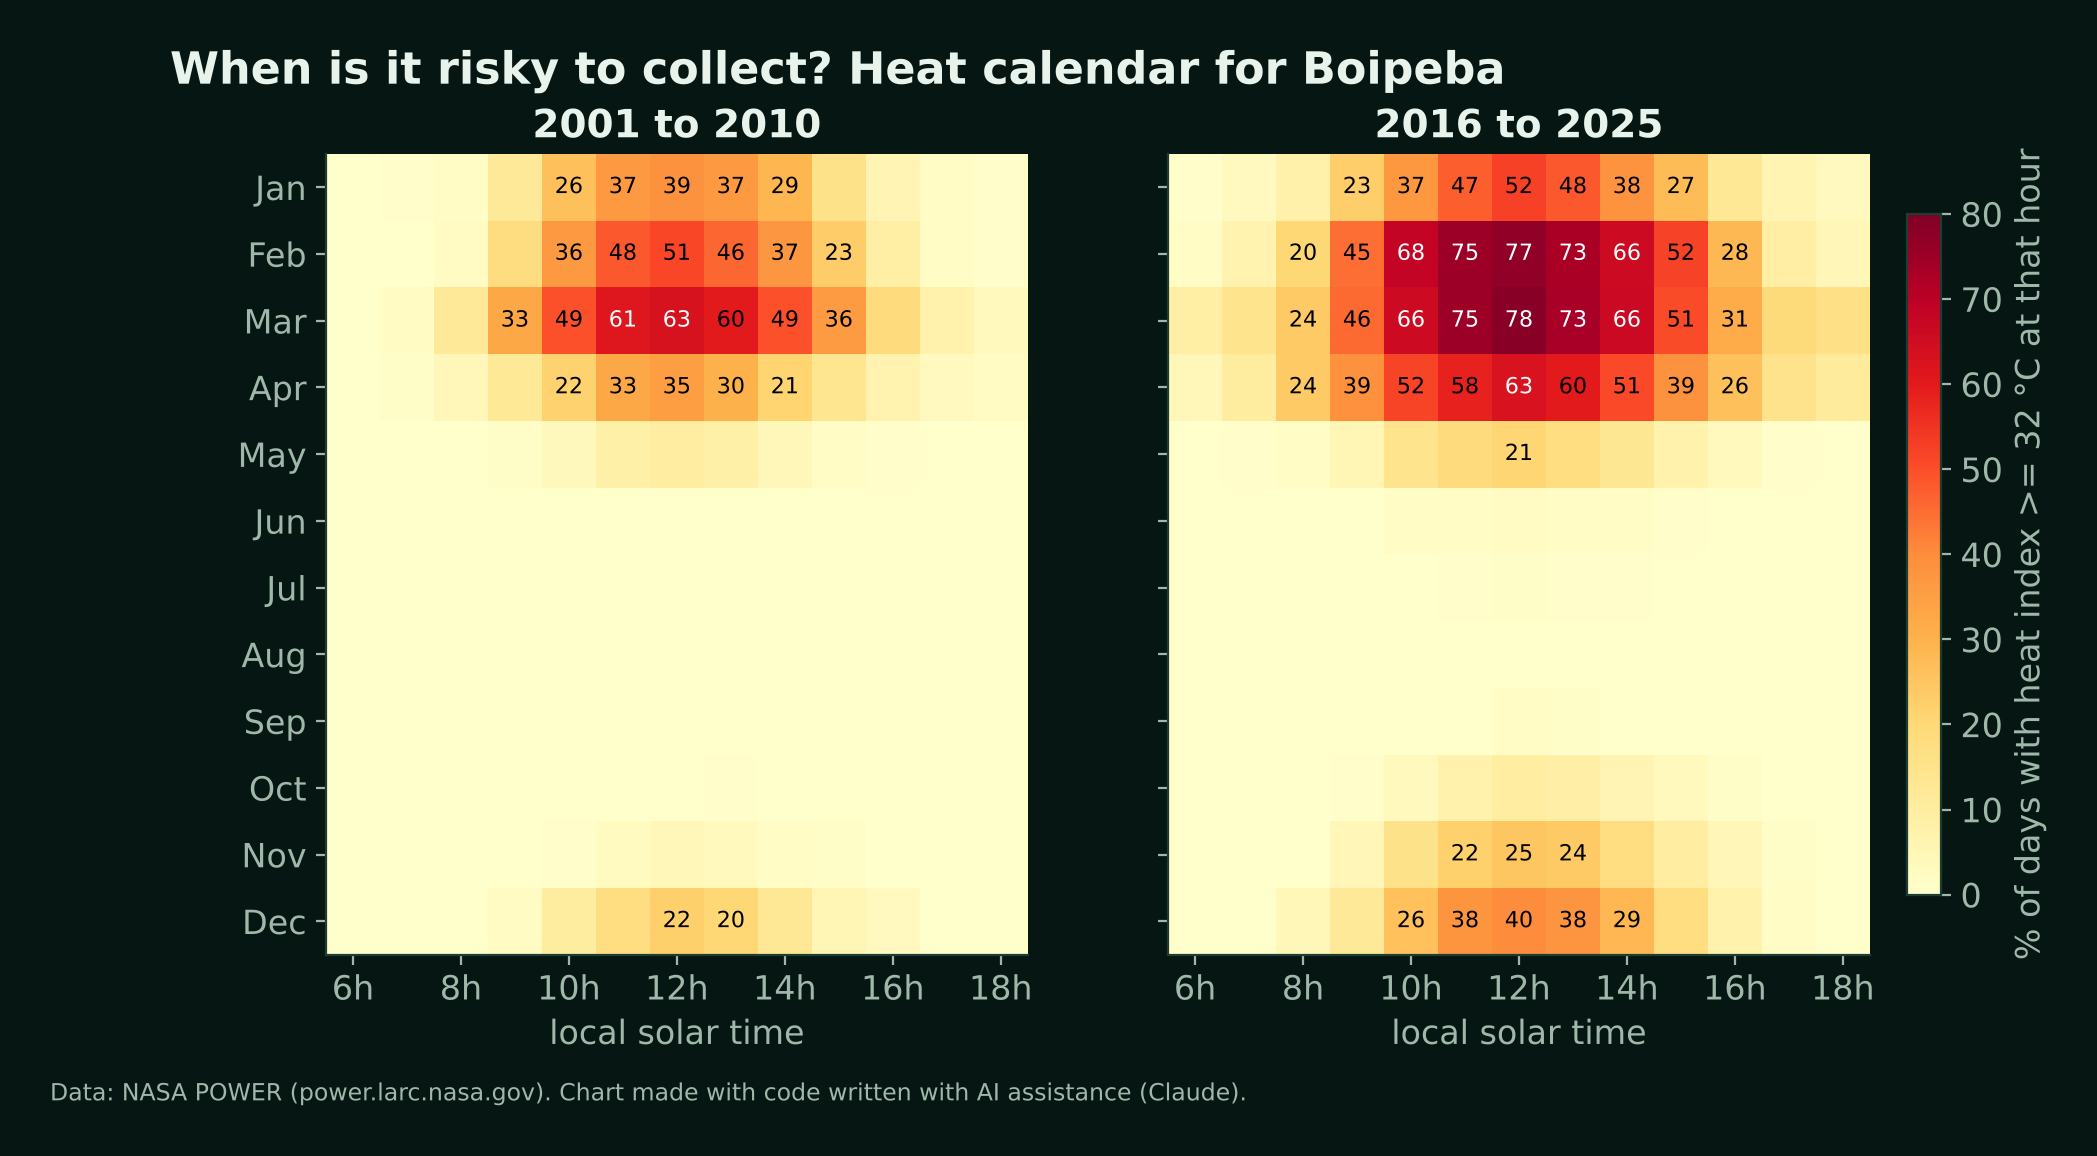 When is it risky to collect? Heat calendar for Boipeba
2001 to 2010
Jan 26 37 39 37 29
Feb 36 48 51 46 37 23
Mar 33 49 61 63 60 49 36
Apr 22 33 35 30 21
May
Jun
Jul
Aug
Sep
Oct
Nov
Dec 22 20
6h 8h 10h 12h 14h 16h 18h
local solar time
2016 to 2025
23 37 47 52 48 38 27
20 45 68 75 77 73 66 52 28
24 46 66 75 78 73 66 51 31
24 39 52 58 63 60 51 39 26
21
22 25 24
26 38 40 38 29
6h 8h 10h 12h 14h 16h 18h
local solar time
80
70
60
50
40
30
20
10
0
% of days with heat index >= 32 °C at that hour
Data: NASA POWER (power.larc.nasa.gov). Chart made with code written with AI assistance (Claude).